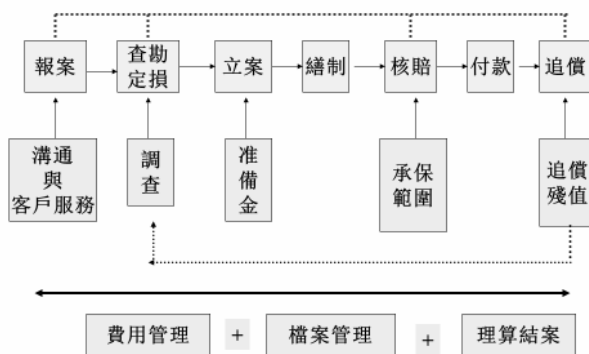 報案
查勘
定損
立案
繕制
核賠
付款
追償
溝通
與
客戶服務
調
查
准
備
金
承保
範圍
追償
殘值
費用管理 + 檔案管理 + 理算結案